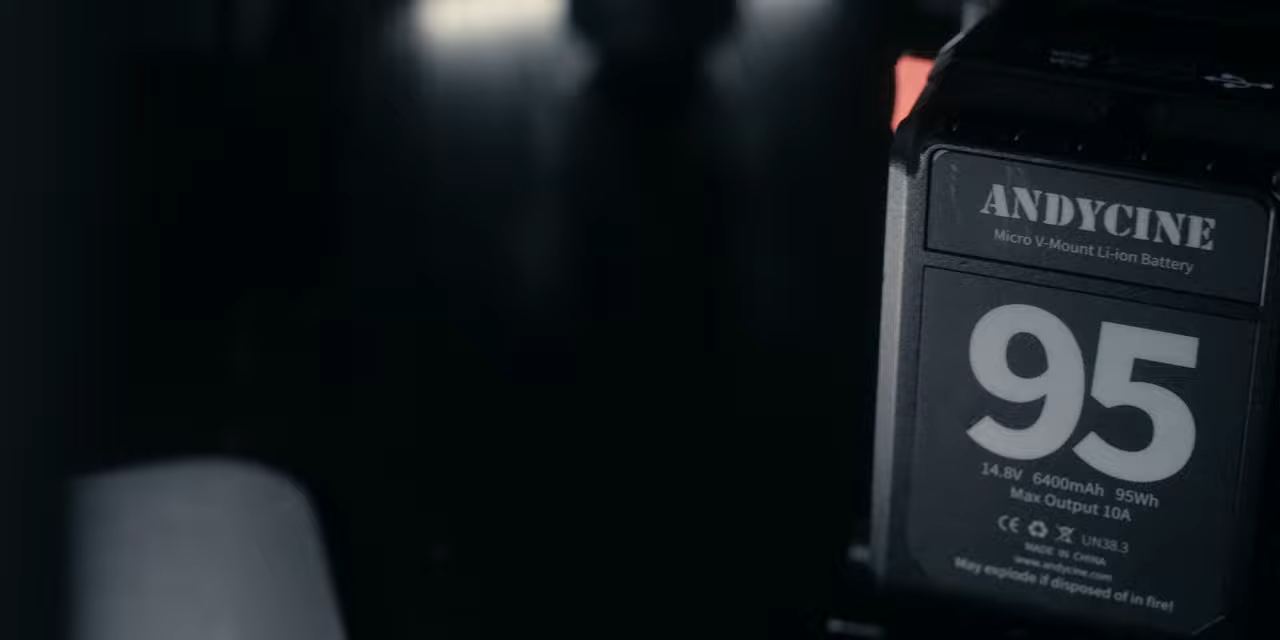 ANDYCINE
Micro V-Mount Li-ion Battery
95
14.8V 6400mAh 95Wh
Max Output 10A
CE UN38.3
MADE IN CHINA
www.andycine.com
May explode if disposed of in fire!